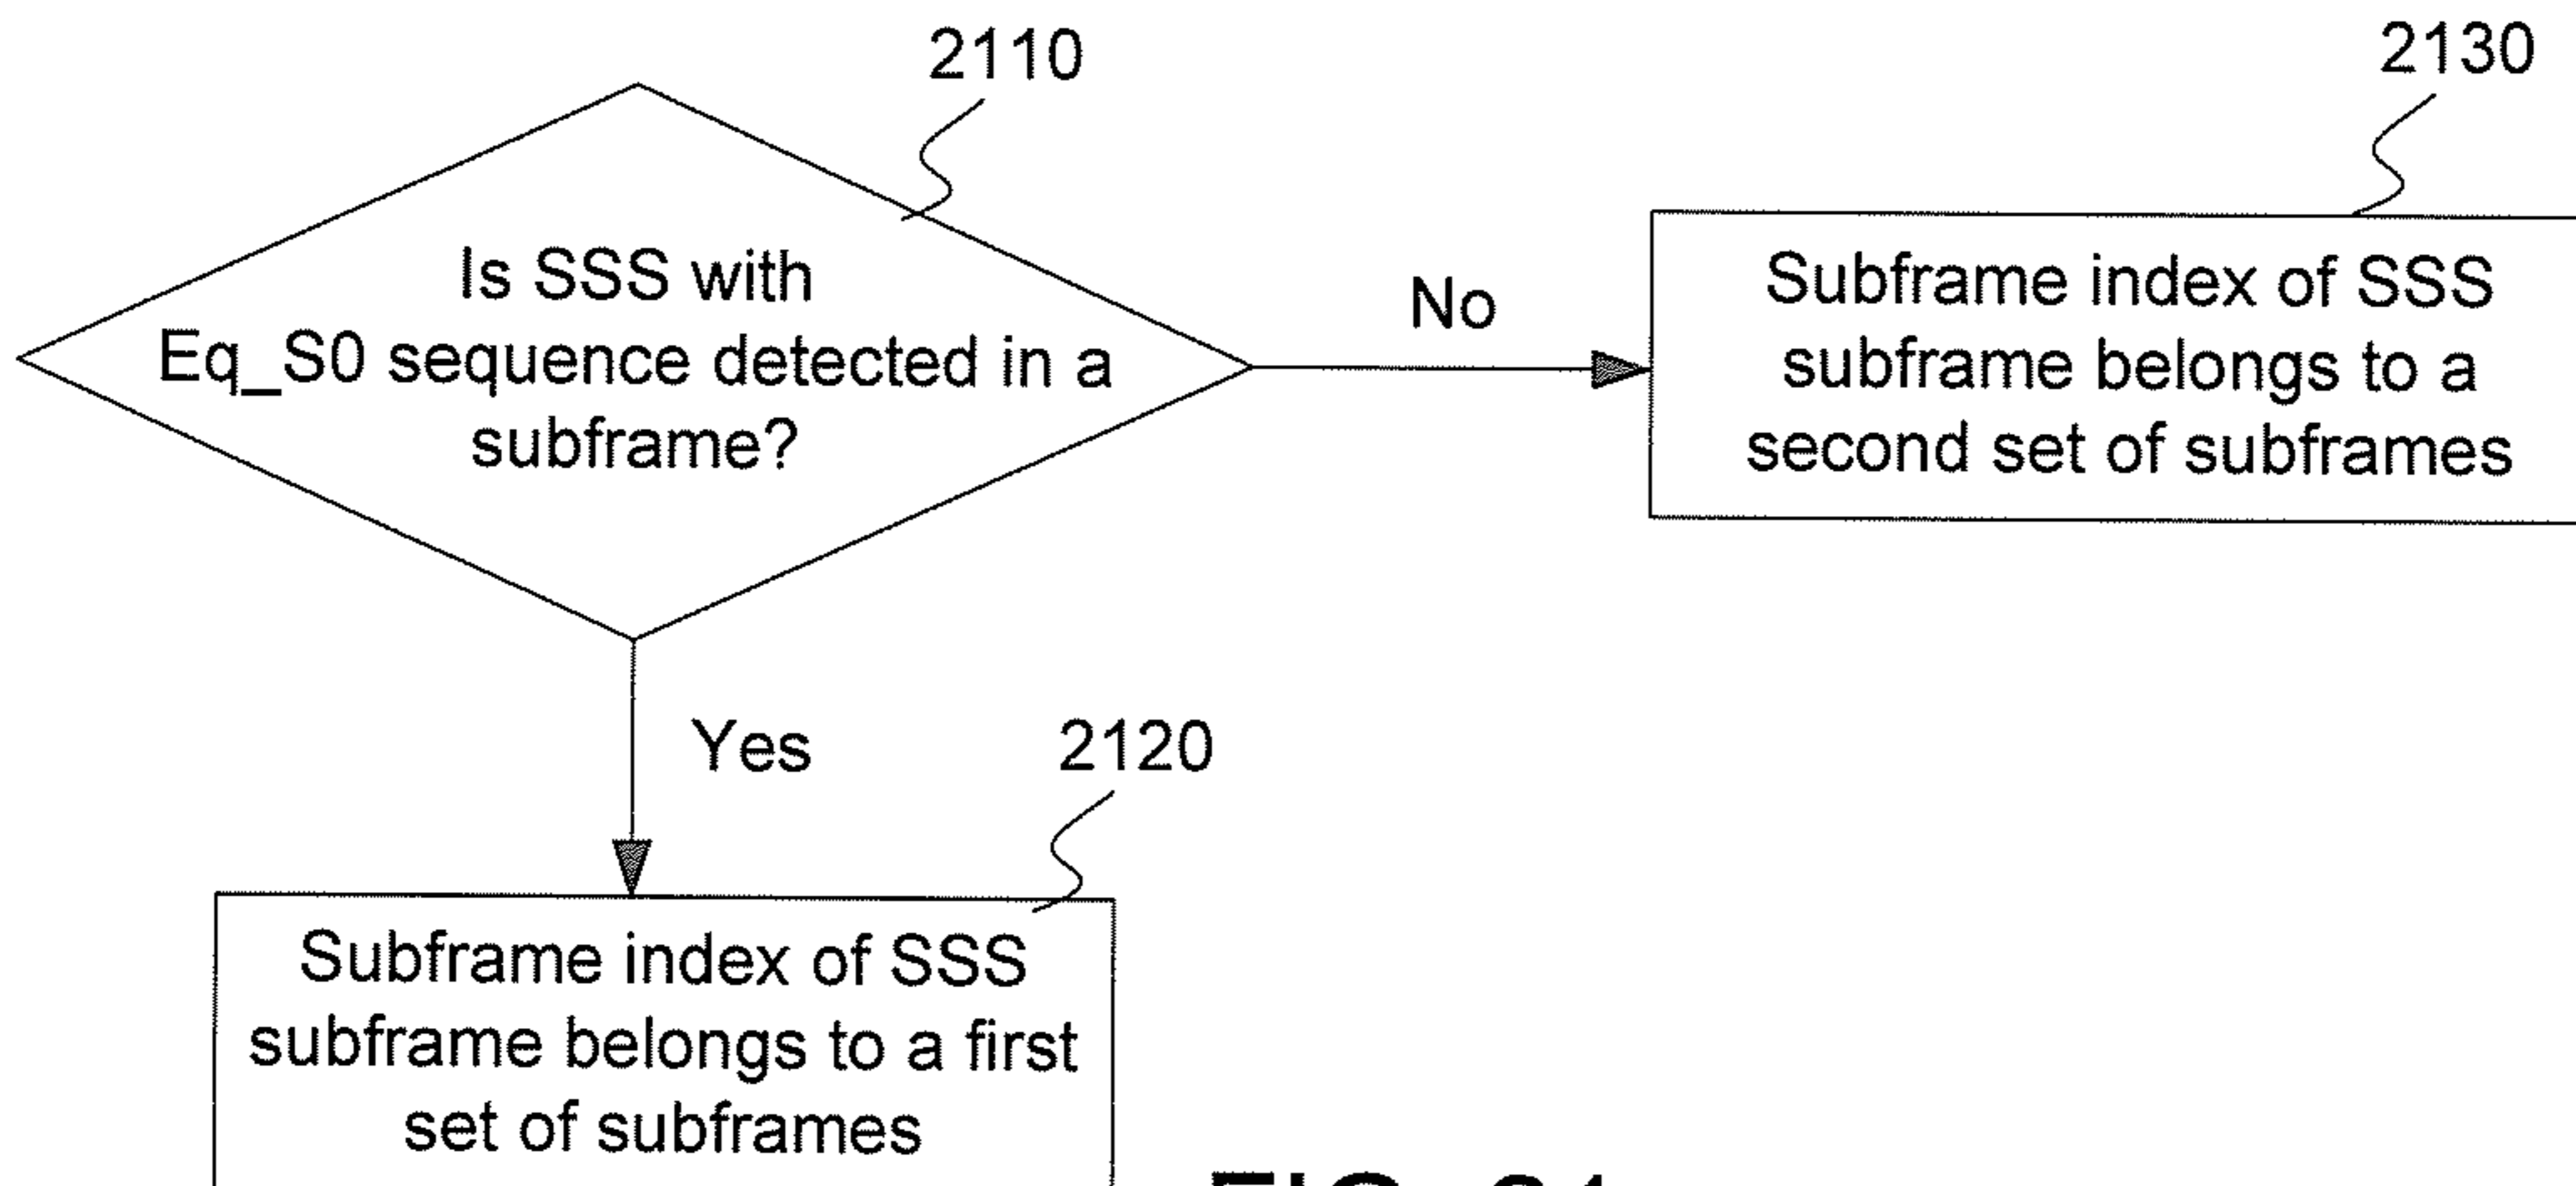 2110
2130
Is SSS with
Eq_S0 sequence detected in a
subframe?
No
Subframe index of SSS
subframe belongs to a
second set of subframes
Yes
2120
Subframe index of SSS
subframe belongs to a first
set of subframes